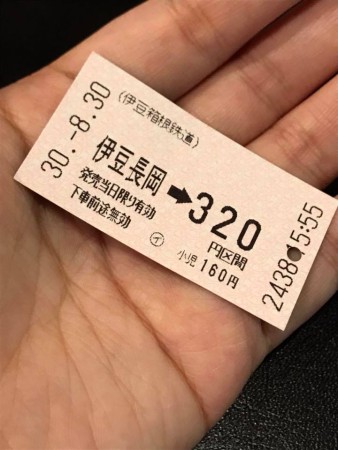 (伊豆箱根鉄道)
30.-8.30
伊豆長岡➡320
円区間
発売当日限り有効
下車前途無効
㋑
小児 160円
2438 15:55